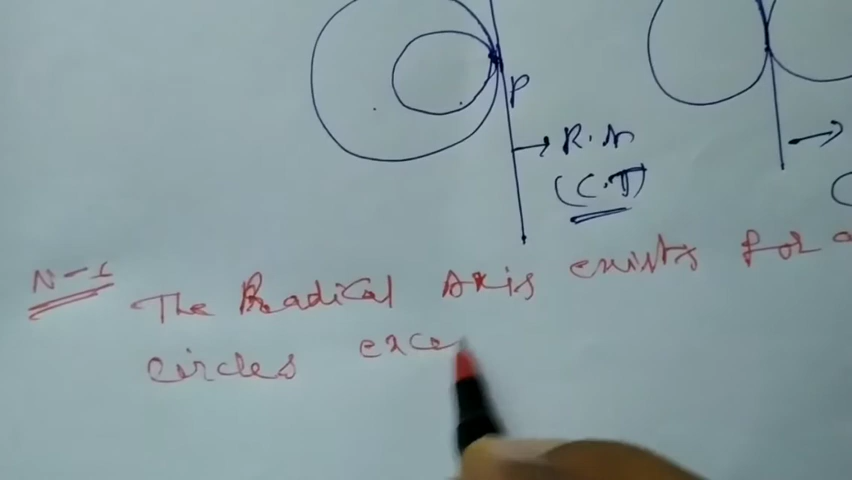 P
R.A
(C.T)
N-1
The Radical Axis exists for
circles exce